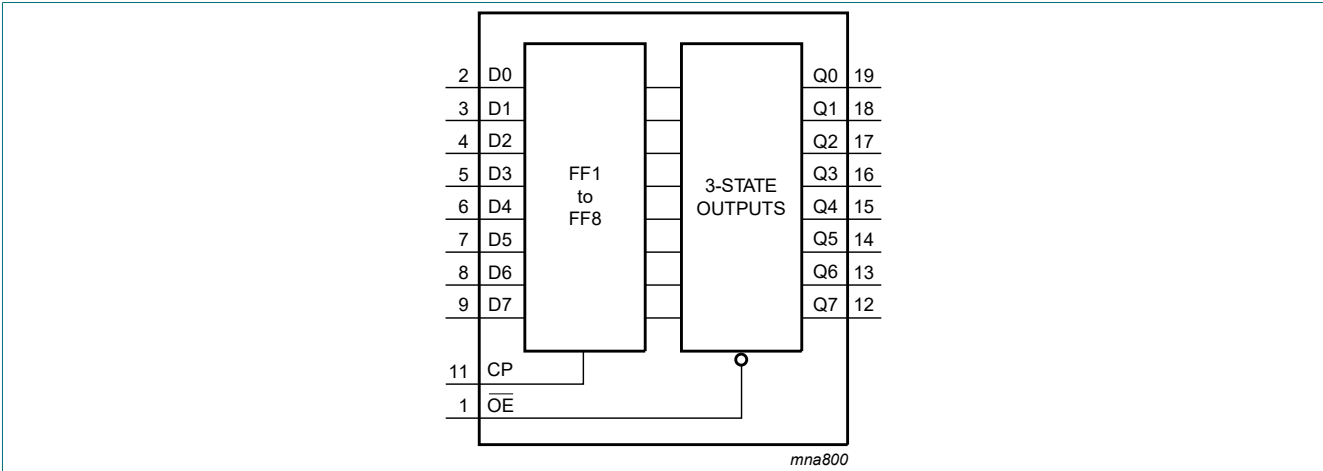 2 D0 Q0 19
3 D1 Q1 18
4 D2 Q2 17
5 D3 Q3 16
6 D4 Q4 15
7 D5 Q5 14
8 D6 Q6 13
9 D7 Q7 12
FF1
to
FF8
3-STATE
OUTPUTS
11 CP
1 O̅E̅
mna800